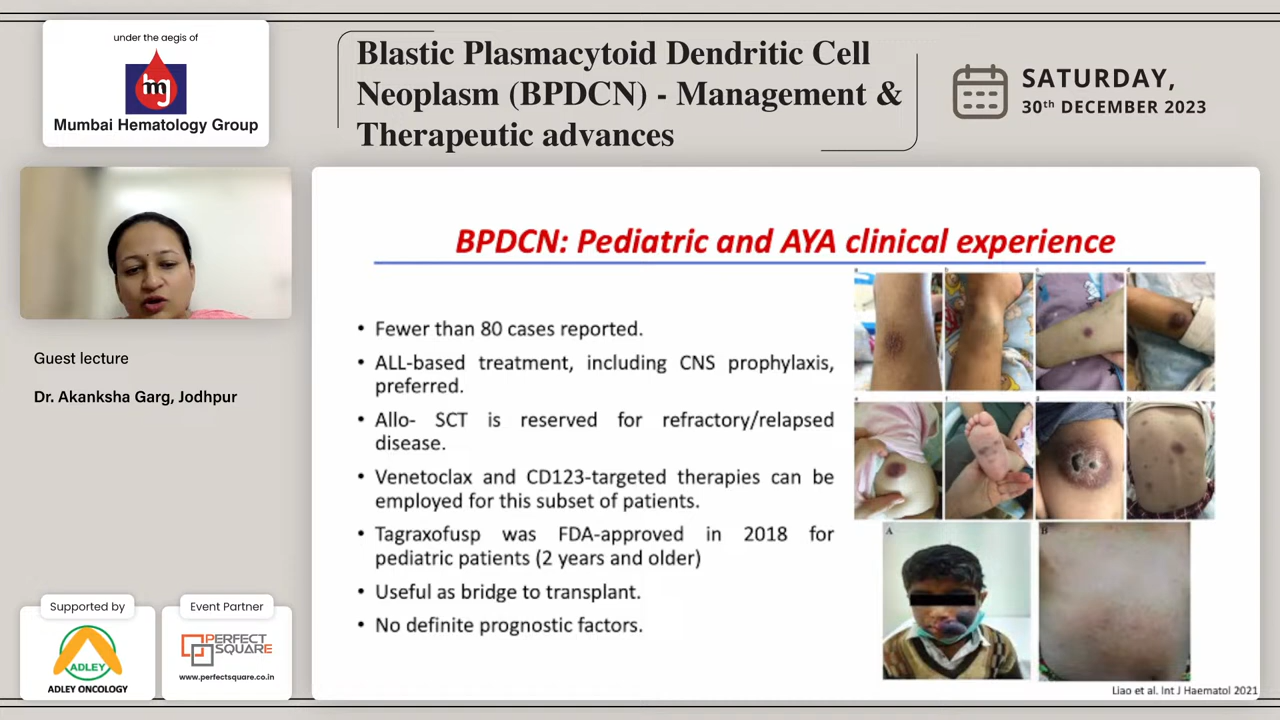 under the aegis of
hmg
Mumbai Hematology Group
Blastic Plasmacytoid Dendritic Cell
Neoplasm (BPDCN) - Management &
Therapeutic advances
SATURDAY,
30th DECEMBER 2023
Guest lecture
Dr. Akanksha Garg, Jodhpur
BPDCN: Pediatric and AYA clinical experience
• Fewer than 80 cases reported.
• ALL-based treatment, including CNS prophylaxis,
preferred.
• Allo- SCT is reserved for refractory/relapsed
disease.
• Venetoclax and CD123-targeted therapies can be
employed for this subset of patients.
• Tagraxofusp was FDA-approved in 2018 for
pediatric patients (2 years and older)
• Useful as bridge to transplant.
• No definite prognostic factors.
a b c d
e f g h
A B
Liao et al. Int J Haematol 2021
Supported by
ADLEY
ADLEY ONCOLOGY
Event Partner
PERFECT
SQUARE
www.perfectsquare.co.in